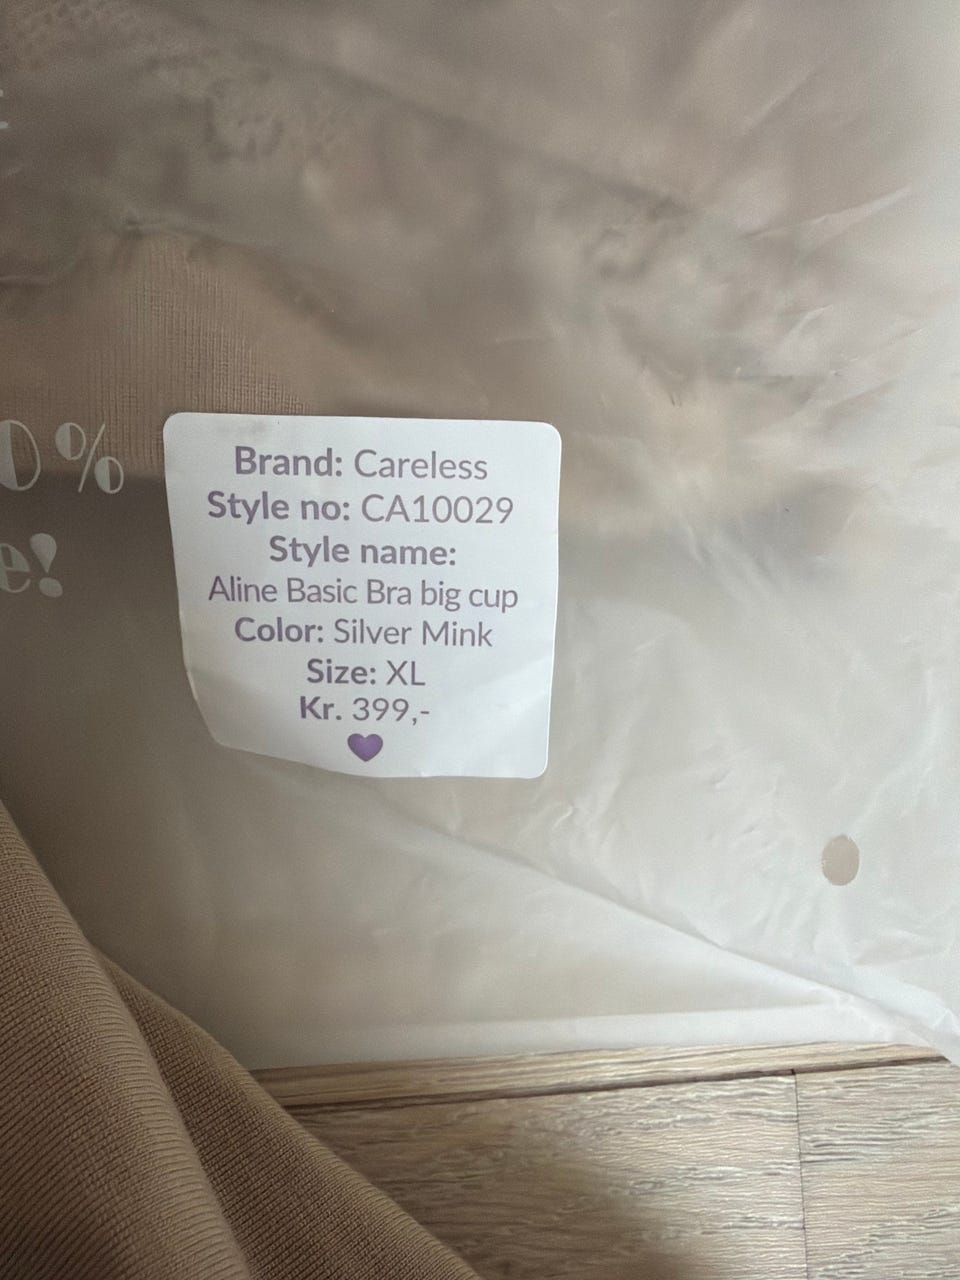 0%
e!
Brand: Careless
Style no: CA10029
Style name:
Aline Basic Bra big cup
Color: Silver Mink
Size: XL
Kr. 399,-